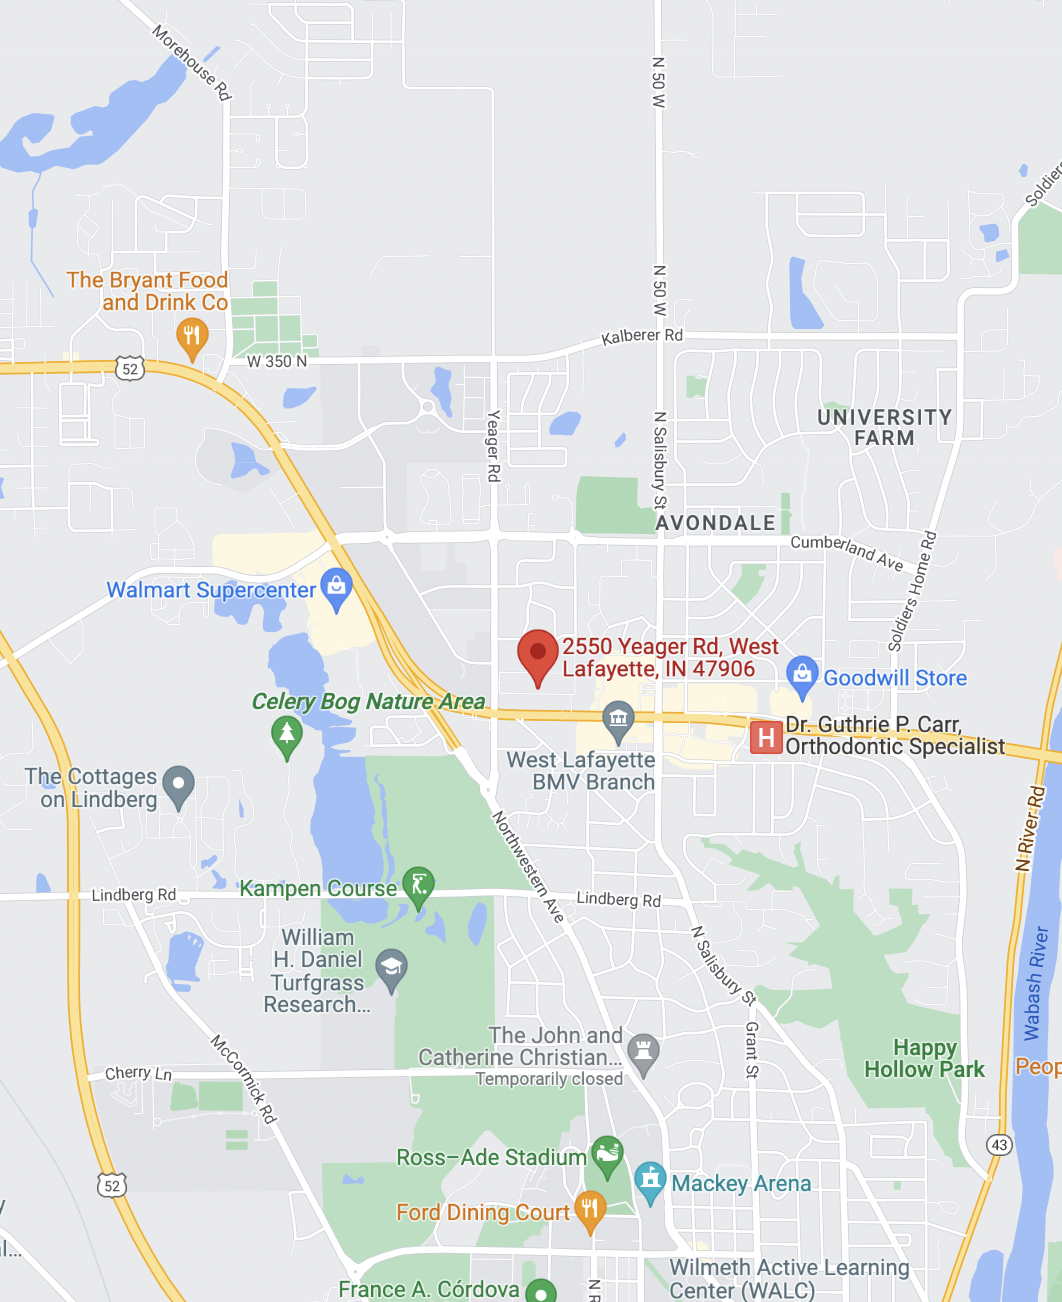 Morehouse Rd
N 50 W
Soldiers
The Bryant Food
and Drink Co
N 50 W
Kalberer Rd
W 350 N
52
Yeager Rd
N Salisbury St
UNIVERSITY
FARM
AVONDALE
Cumberland Ave
Soldiers Home Rd
Walmart Supercenter
2550 Yeager Rd, West
Lafayette, IN 47906
Goodwill Store
Celery Bog Nature Area
H
Dr. Guthrie P. Carr,
Orthodontic Specialist
West Lafayette
BMV Branch
The Cottages
on Lindberg
Northwestern Ave
N River Rd
Kampen Course
Lindberg Rd
Lindberg Rd
William
H. Daniel
Turfgrass
Research...
N Salisbury St
Wabash River
The John and
Catherine Christian...
Temporarily closed
Grant St
Happy
Hollow Park
Peop
McCormick Rd
Cherry Ln
43
Ross–Ade Stadium
Mackey Arena
52
Ford Dining Court
Wilmeth Active Learning
Center (WALC)
France A. Córdova
N R